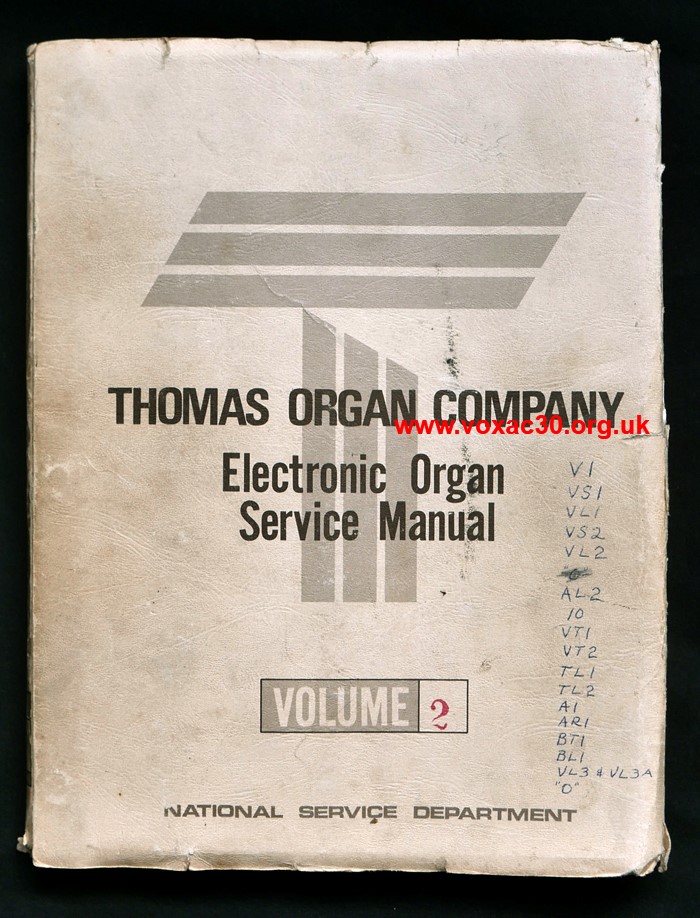 THOMAS ORGAN COMPANY
www.voxac30.org.uk
Electronic Organ
Service Manual
V1
VS1
VL1
VS2
VL2
AL2
10
VT1
VT2
TL1
TL2
A1
AR1
BT1
BL1
VL3 & VL3A
"O"
VOLUME 2
NATIONAL SERVICE DEPARTMENT